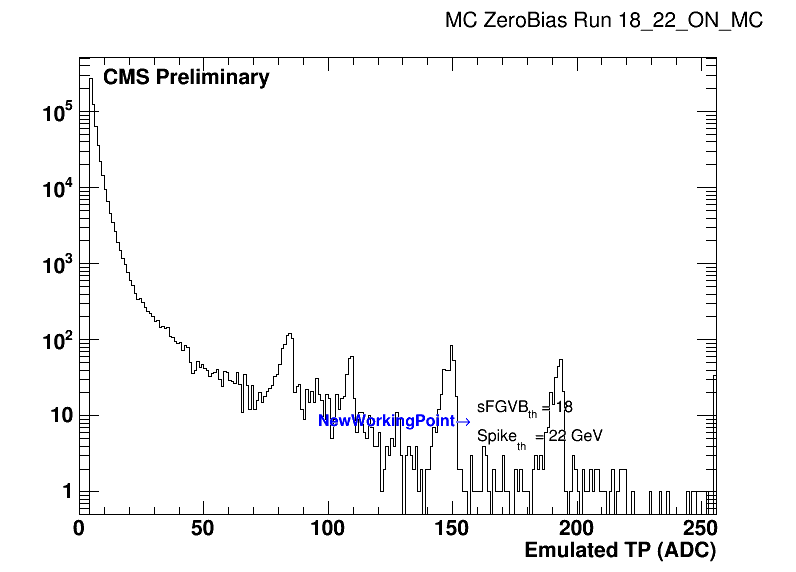 MC ZeroBias Run 18_22_ON_MC
CMS Preliminary
10^5
10^4
10^3
10^2
10
1
NewWorkingPoint→
sFGVB_th = 18
Spike_th = 22 GeV
0 50 100 150 200 250
Emulated TP (ADC)